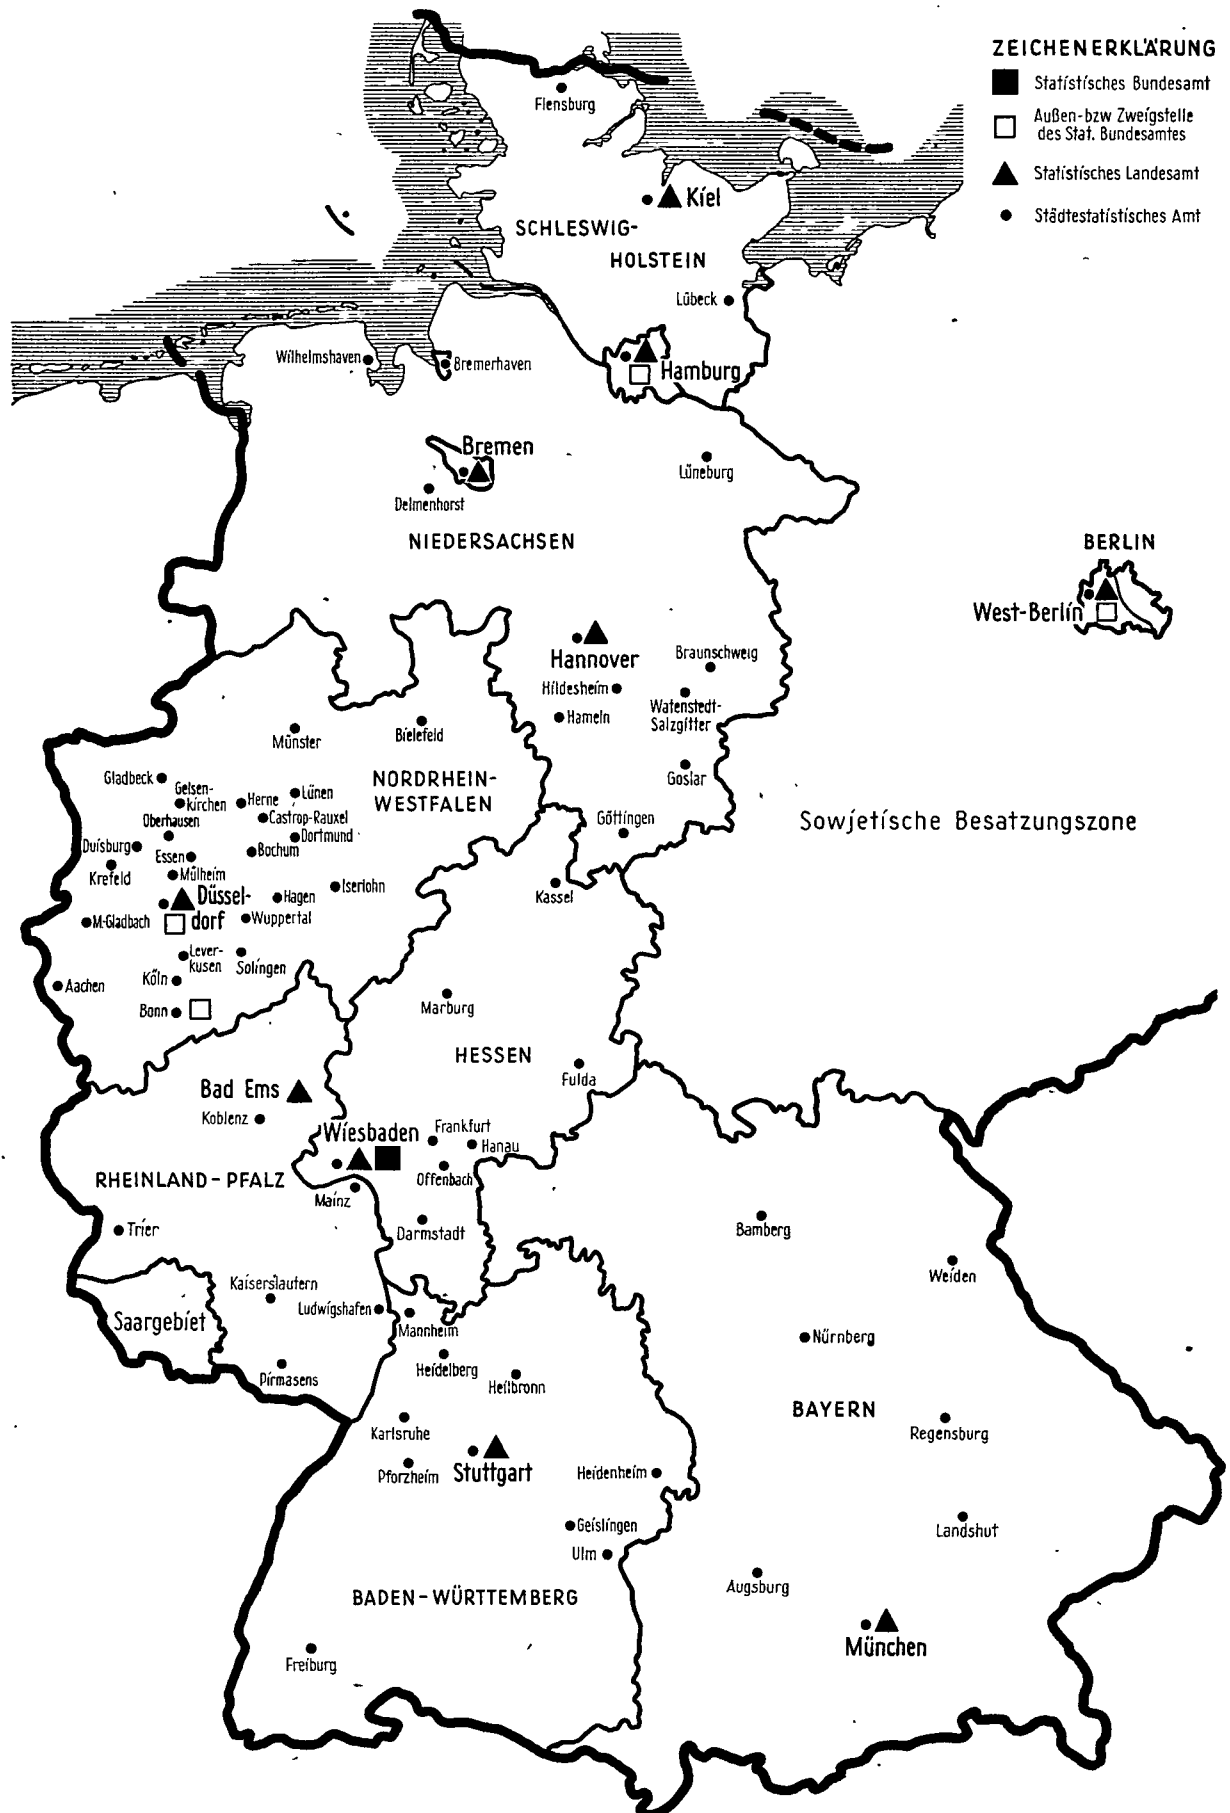 ZEICHENERKLÄRUNG
Statistisches Bundesamt
Außen-bzw Zweigstelle
des Stat. Bundesamtes
Statistisches Landesamt
Städtestatistisches Amt
Flensburg
Kiel
SCHLESWIG-
HOLSTEIN
Lübeck
Wilhelmshaven
Bremerhaven
Hamburg
Bremen
Lüneburg
Delmenhorst
NIEDERSACHSEN
BERLIN
West-Berlin
Hannover
Braunschweig
Hildesheim
Hameln
Watenstedt-
Salzgitter
Goslar
Göttingen
Münster
Bielefeld
NORDRHEIN-
WESTFALEN
Gladbeck
Gelsen-
kirchen
Herne
Lünen
Castrop-Rauxel
Oberhausen
Dortmund
Duisburg
Essen
Bochum
Krefeld
Mülheim
Iserlohn
Düssel-
dorf
Hagen
M.-Gladbach
Wuppertal
Lever-
kusen
Solingen
Aachen
Köln
Bonn
Sowjetische Besatzungszone
Kassel
Marburg
HESSEN
Fulda
Bad Ems
Koblenz
Wiesbaden
Frankfurt
Hanau
Offenbach
RHEINLAND-PFALZ
Mainz
Darmstadt
Trier
Kaiserslautern
Ludwigshafen
Saargebiet
Mannheim
Pirmasens
Heidelberg
Heilbronn
Bamberg
Weiden
Nürnberg
BAYERN
Regensburg
Karlsruhe
Pforzheim
Stuttgart
Heidenheim
Geislingen
Ulm
Landshut
Augsburg
BADEN-WÜRTTEMBERG
München
Freiburg